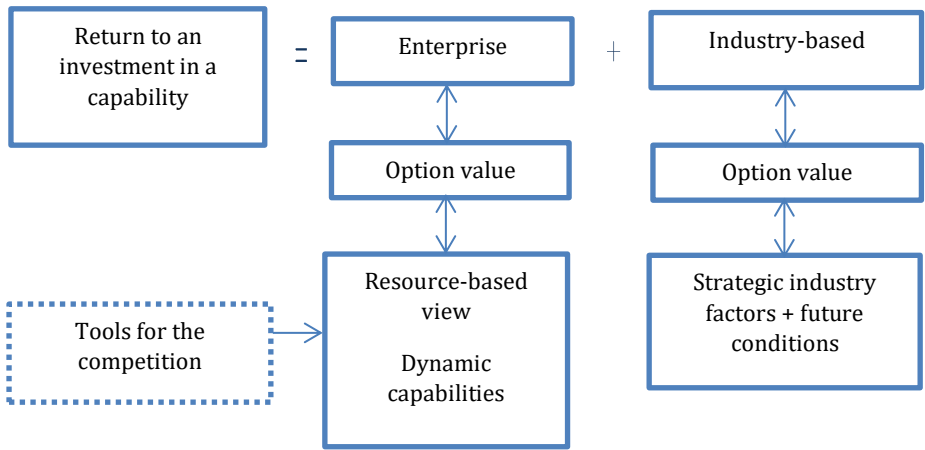 Return to an
investment in a
capability
=
Enterprise
+
Industry-based
Option value
Option value
Resource-based
view
Dynamic
capabilities
Strategic industry
factors + future
conditions
Tools for the
competition